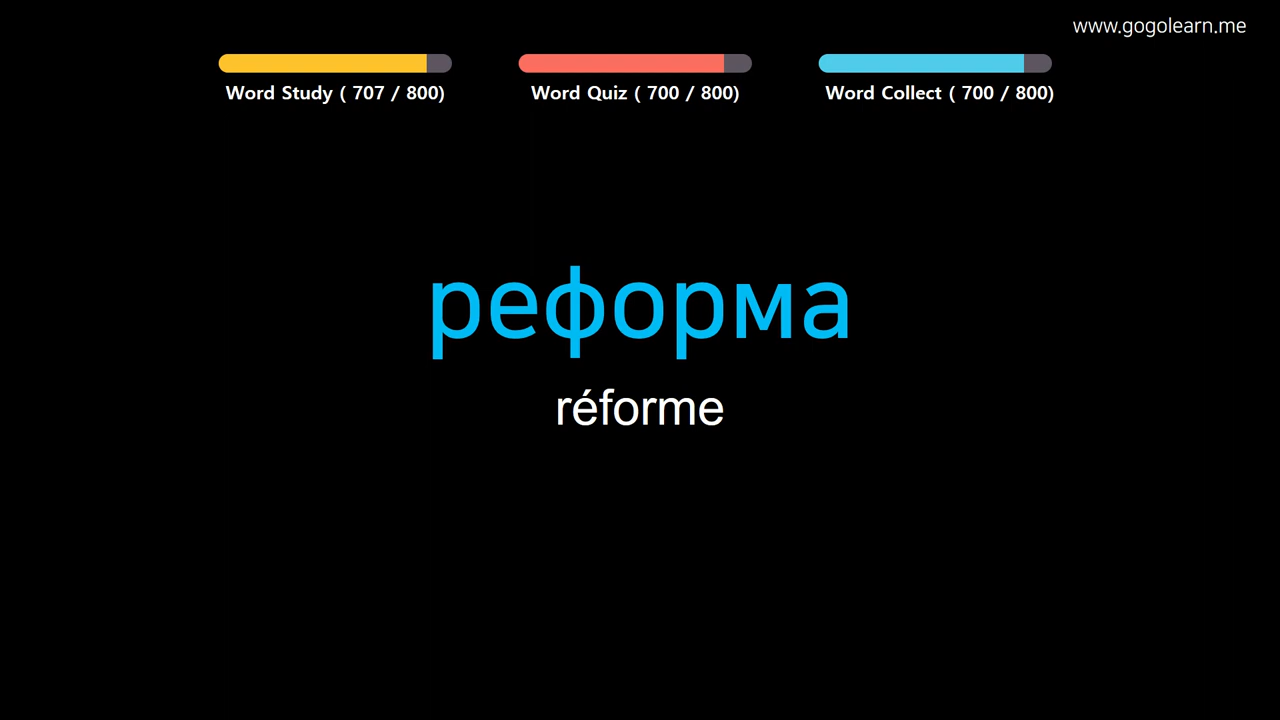 www.gogolearn.me
Word Study ( 707 / 800)
Word Quiz ( 700 / 800)
Word Collect ( 700 / 800)
реформа
réforme